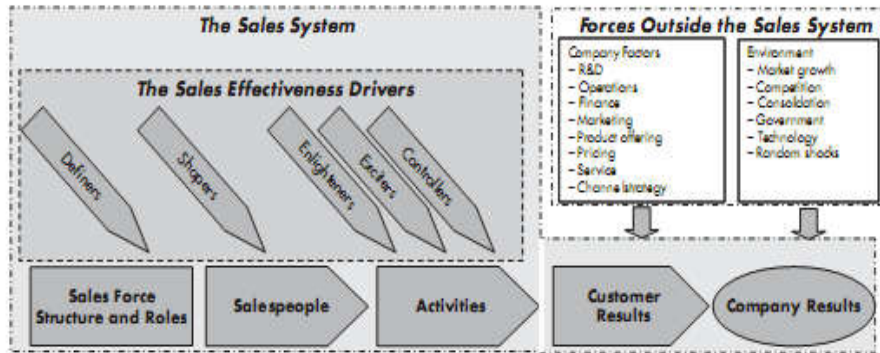 The Sales System
The Sales Effectiveness Drivers
Definers
Shapers
Enlighteners
Exciters
Controllers
Sales Force
Structure and Roles
Salespeople
Activities
Forces Outside the Sales System
Company Factors
– R&D
– Operations
– Finance
– Marketing
– Product offering
– Pricing
– Service
– Channel strategy
Environment
– Market growth
– Competition
– Consolidation
– Government
– Technology
– Random shocks
Customer
Results
Company Results